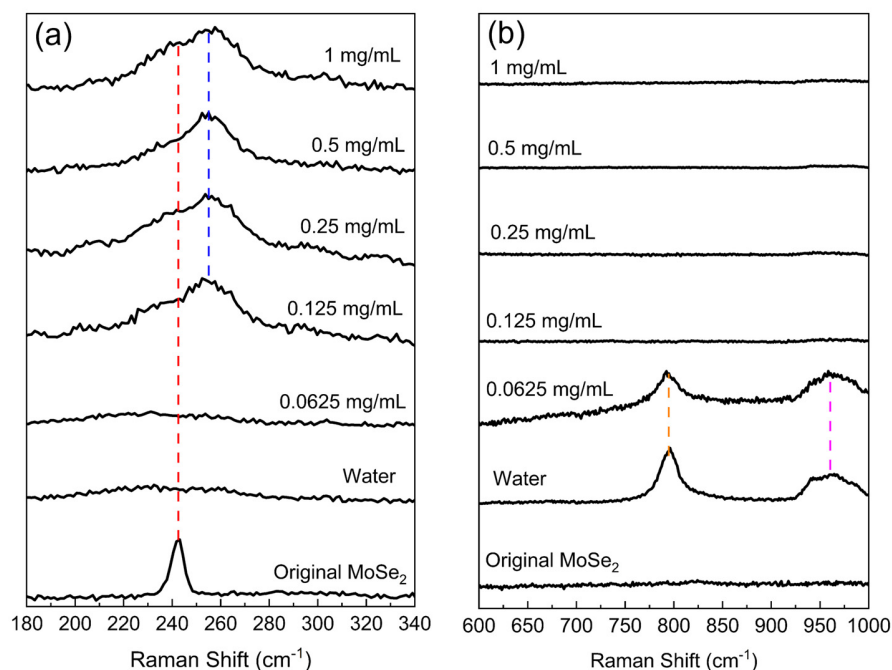 (a)
1 mg/mL
0.5 mg/mL
0.25 mg/mL
0.125 mg/mL
0.0625 mg/mL
Water
Original MoSe₂
180 200 220 240 260 280 300 320 340
Raman Shift (cm⁻¹)
(b)
1 mg/mL
0.5 mg/mL
0.25 mg/mL
0.125 mg/mL
0.0625 mg/mL
Water
Original MoSe₂
600 650 700 750 800 850 900 950 1000
Raman Shift (cm⁻¹)